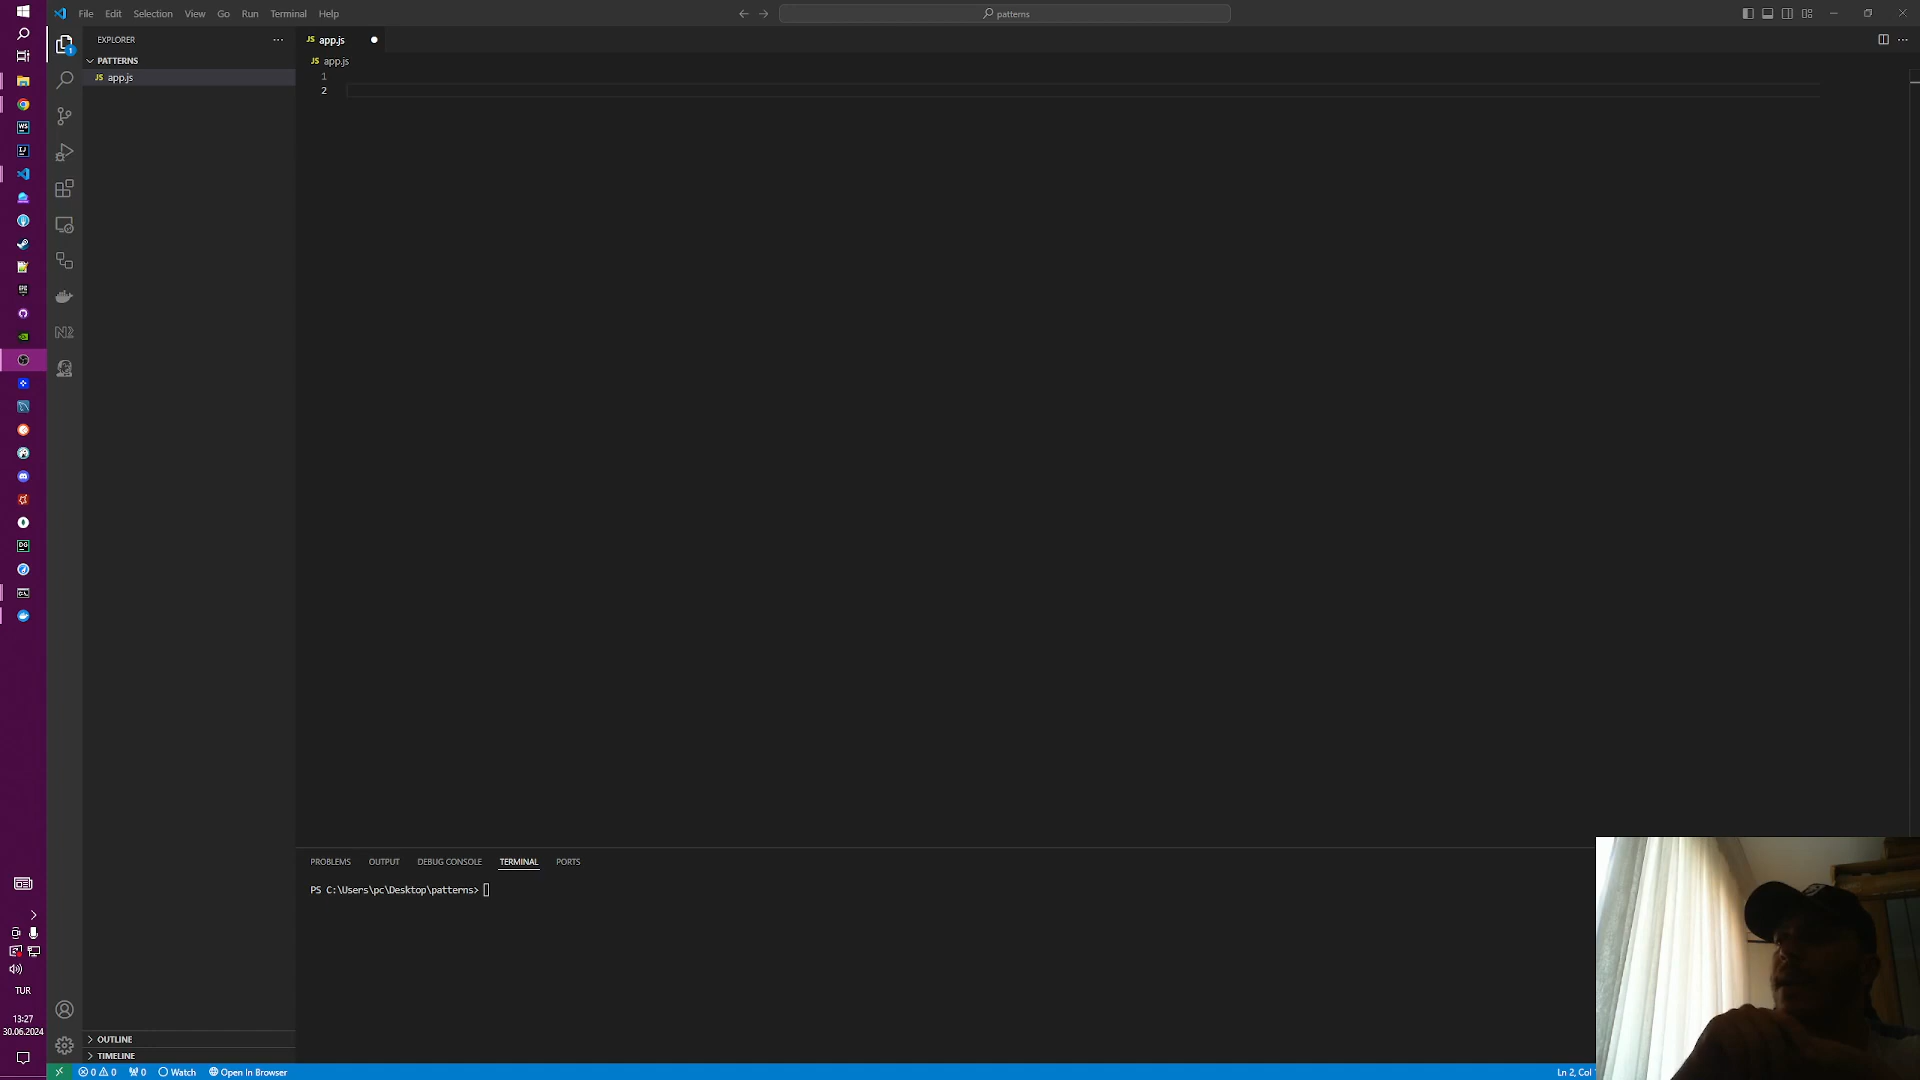 File Edit Selection View Go Run Terminal Help
patterns
EXPLORER
PATTERNS
JS app.js
JS app.js
JS app.js
1
2
PROBLEMS OUTPUT DEBUG CONSOLE TERMINAL PORTS
PS C:\Users\pc\Desktop\patterns>
TUR
13:27
30.06.2024
OUTLINE
TIMELINE
0 0 0 Watch Open In Browser
Ln 2, Col